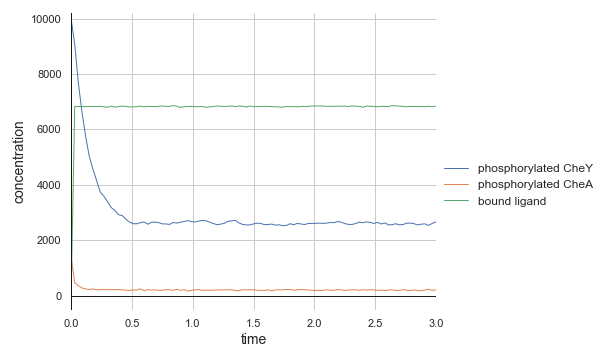 10000
8000
6000
4000
2000
0
concentration
0.0 0.5 1.0 1.5 2.0 2.5 3.0
time
phosphorylated CheY
phosphorylated CheA
bound ligand